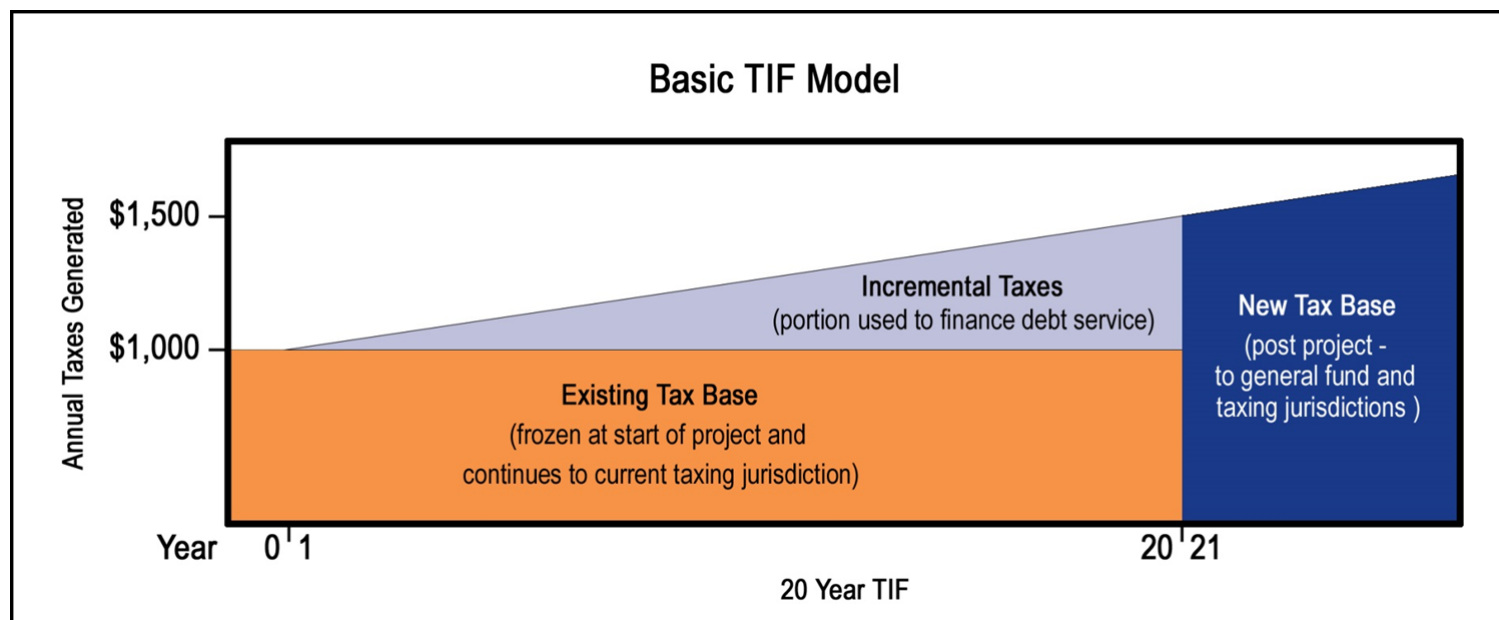 Basic TIF Model
Annual Taxes Generated
$1,500
$1,000
Incremental Taxes
(portion used to finance debt service)
Existing Tax Base
(frozen at start of project and
continues to current taxing jurisdiction)
New Tax Base
(post project -
to general fund and
taxing jurisdictions )
Year 0 1 20 21
20 Year TIF